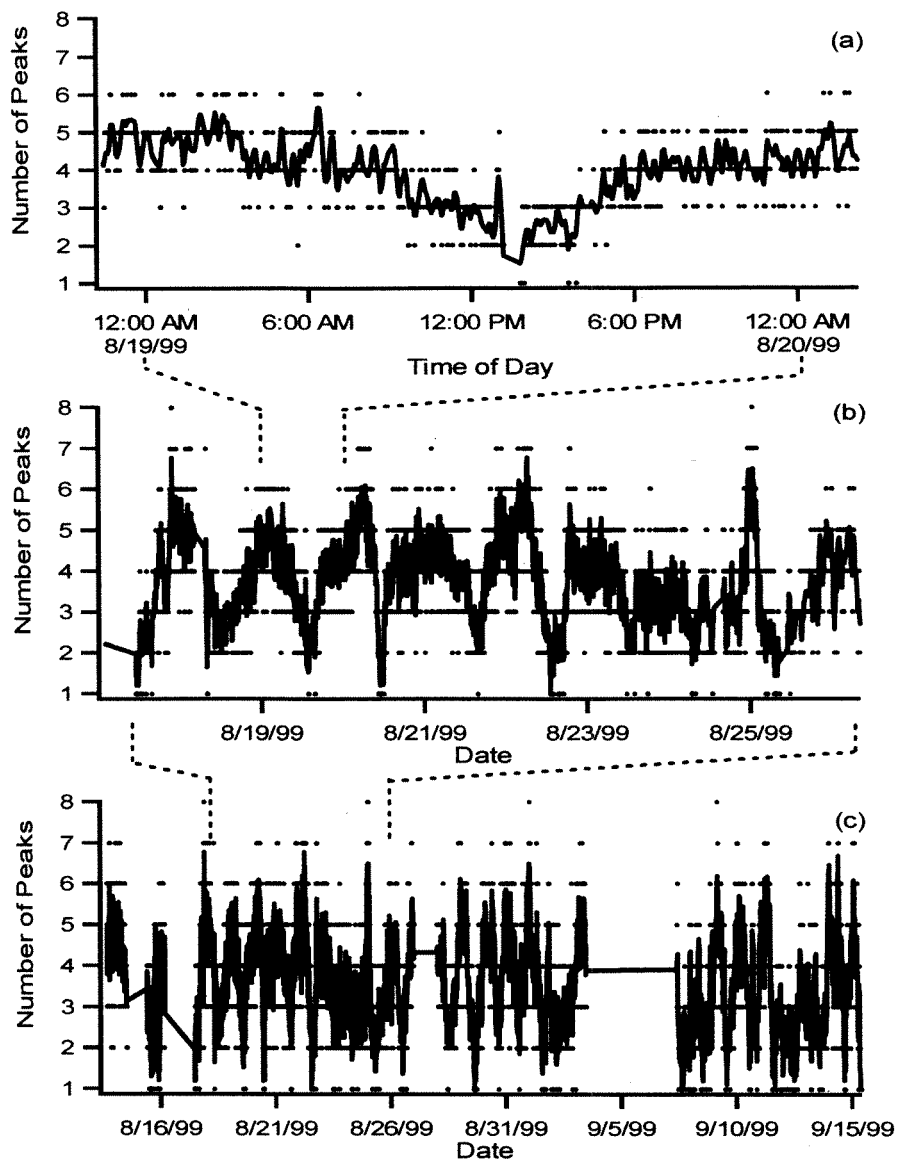 (a)
Number of Peaks
8
7
6
5
4
3
2
1
12:00 AM 6:00 AM 12:00 PM 6:00 PM 12:00 AM
8/19/99 8/20/99
Time of Day
(b)
Number of Peaks
8
7
6
5
4
3
2
1
8/19/99 8/21/99 8/23/99 8/25/99
Date
(c)
Number of Peaks
8
7
6
5
4
3
2
1
8/16/99 8/21/99 8/26/99 8/31/99 9/5/99 9/10/99 9/15/99
Date